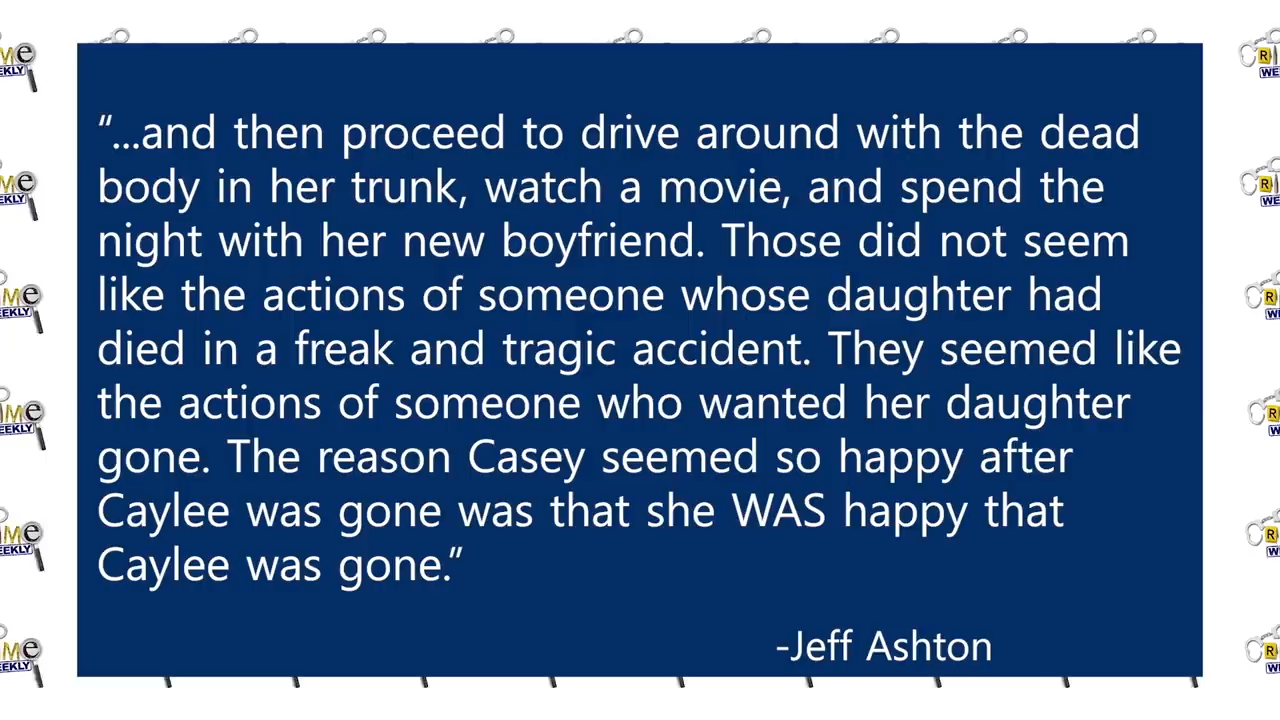 “...and then proceed to drive around with the dead
body in her trunk, watch a movie, and spend the
night with her new boyfriend. Those did not seem
like the actions of someone whose daughter had
died in a freak and tragic accident. They seemed like
the actions of someone who wanted her daughter
gone. The reason Casey seemed so happy after
Caylee was gone was that she WAS happy that
Caylee was gone.”
-Jeff Ashton